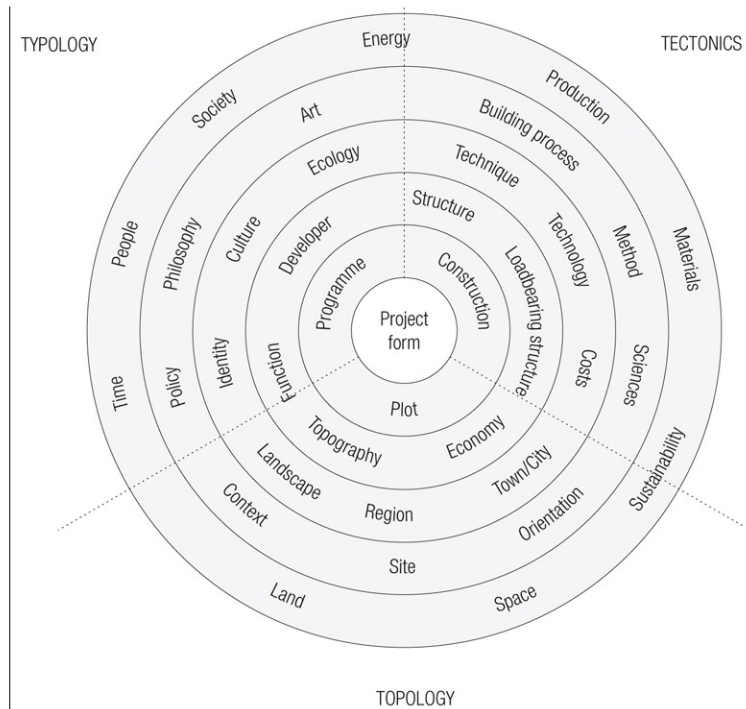 TYPOLOGY
TECTONICS
Energy
Society
Production
Art
Building process
Ecology
Technique
People
Philosophy
Culture
Developer
Structure
Technology
Method
Materials
Programme
Construction
Loadbearing structure
Project
form
Time
Policy
Identity
Function
Plot
Costs
Sciences
Sustainability
Topography
Economy
Landscape
Town/City
Context
Region
Orientation
Site
Land
Space
TOPOLOGY